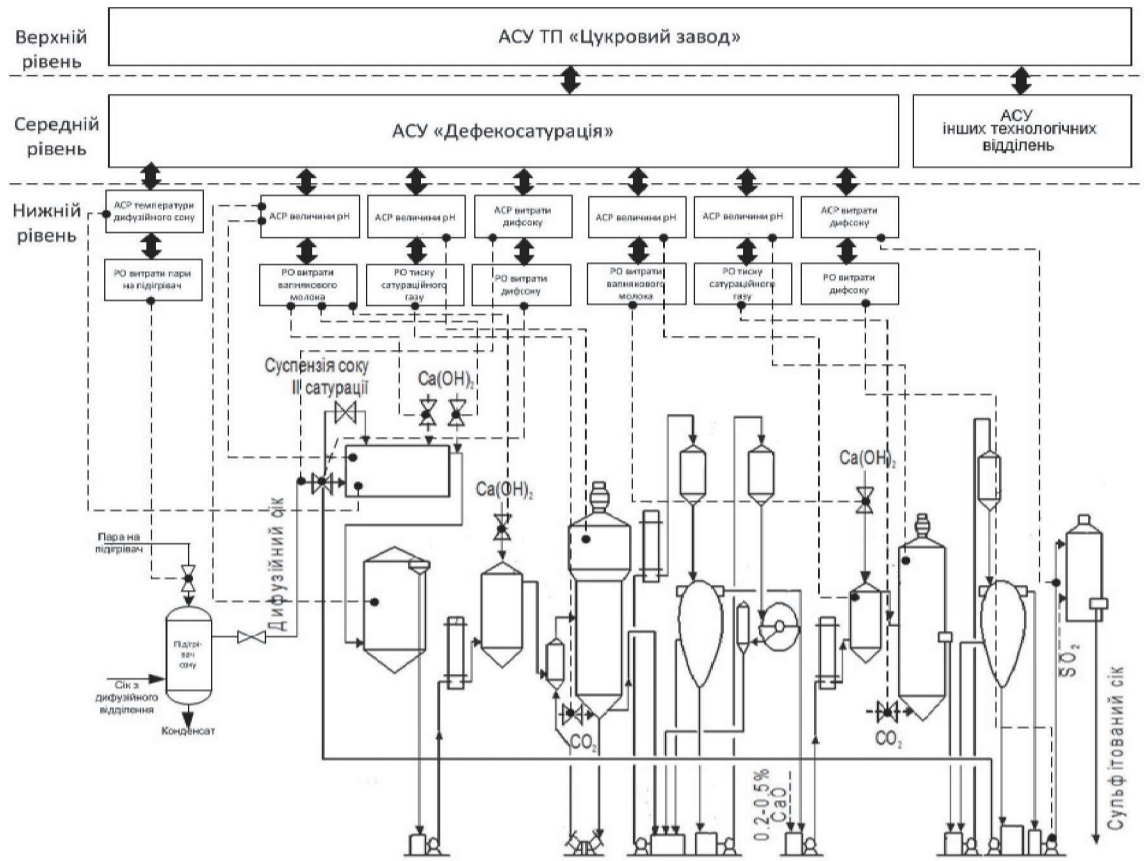 Верхній
рівень
АСУ ТП «Цукровий завод»
Середній
рівень
АСУ «Дефекосатурація»
АСУ
інших технологічних
відділень
Нижній
рівень
АСР температури
дифузійного соку
АСР величини pH
АСР величини pH
АСР витрати
дифсоку
АСР величини pH
АСР величини pH
АСР витрати
дифсоку
РО витрати пари
на підігрівач
РО витрати
вапнякового
молока
РО тиску
сатураційного
газу
РО витрати
дифсоку
РО витрати
вапнякового
молока
РО тиску
сатураційного
газу
РО витрати
дифсоку
Суспензія соку
II сатурації
Ca(OH)₂
Ca(OH)₂
Ca(OH)₂
Дифузійний сік
Пара на
підігрівач
Підігрі-
вач
соку
Сік з
дифузійного
відділення
Конденсат
CO₂
0.2-0.5%
CaO
CO₂
SO₂
Сульфітований сік